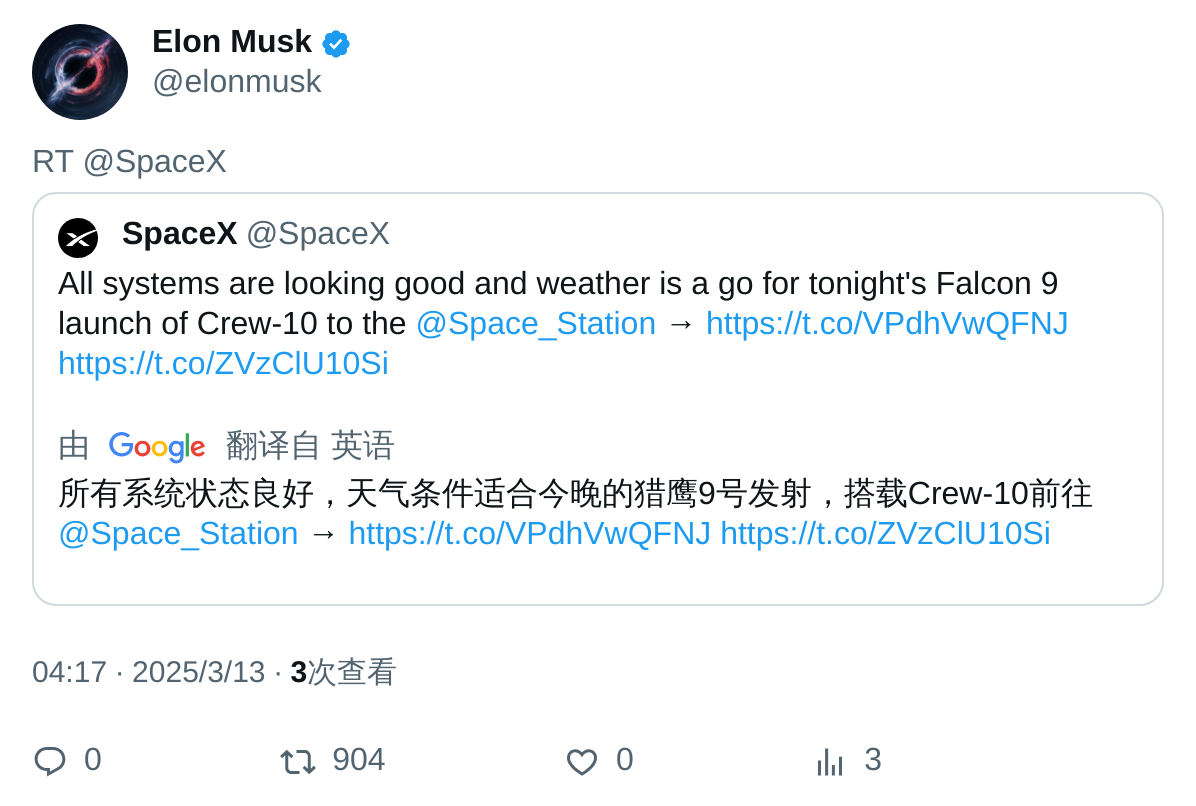 Elon Musk
@elonmusk
RT @SpaceX
SpaceX @SpaceX
All systems are looking good and weather is a go for tonight's Falcon 9
launch of Crew-10 to the @Space_Station → https://t.co/VPdhVwQFNJ
https://t.co/ZVzClU10Si
由 Google 翻译自 英语
所有系统状态良好，天气条件适合今晚的猎鹰9号发射，搭载Crew-10前往
@Space_Station → https://t.co/VPdhVwQFNJ https://t.co/ZVzClU10Si
04:17 · 2025/3/13 · 3次查看
0 904 0 3